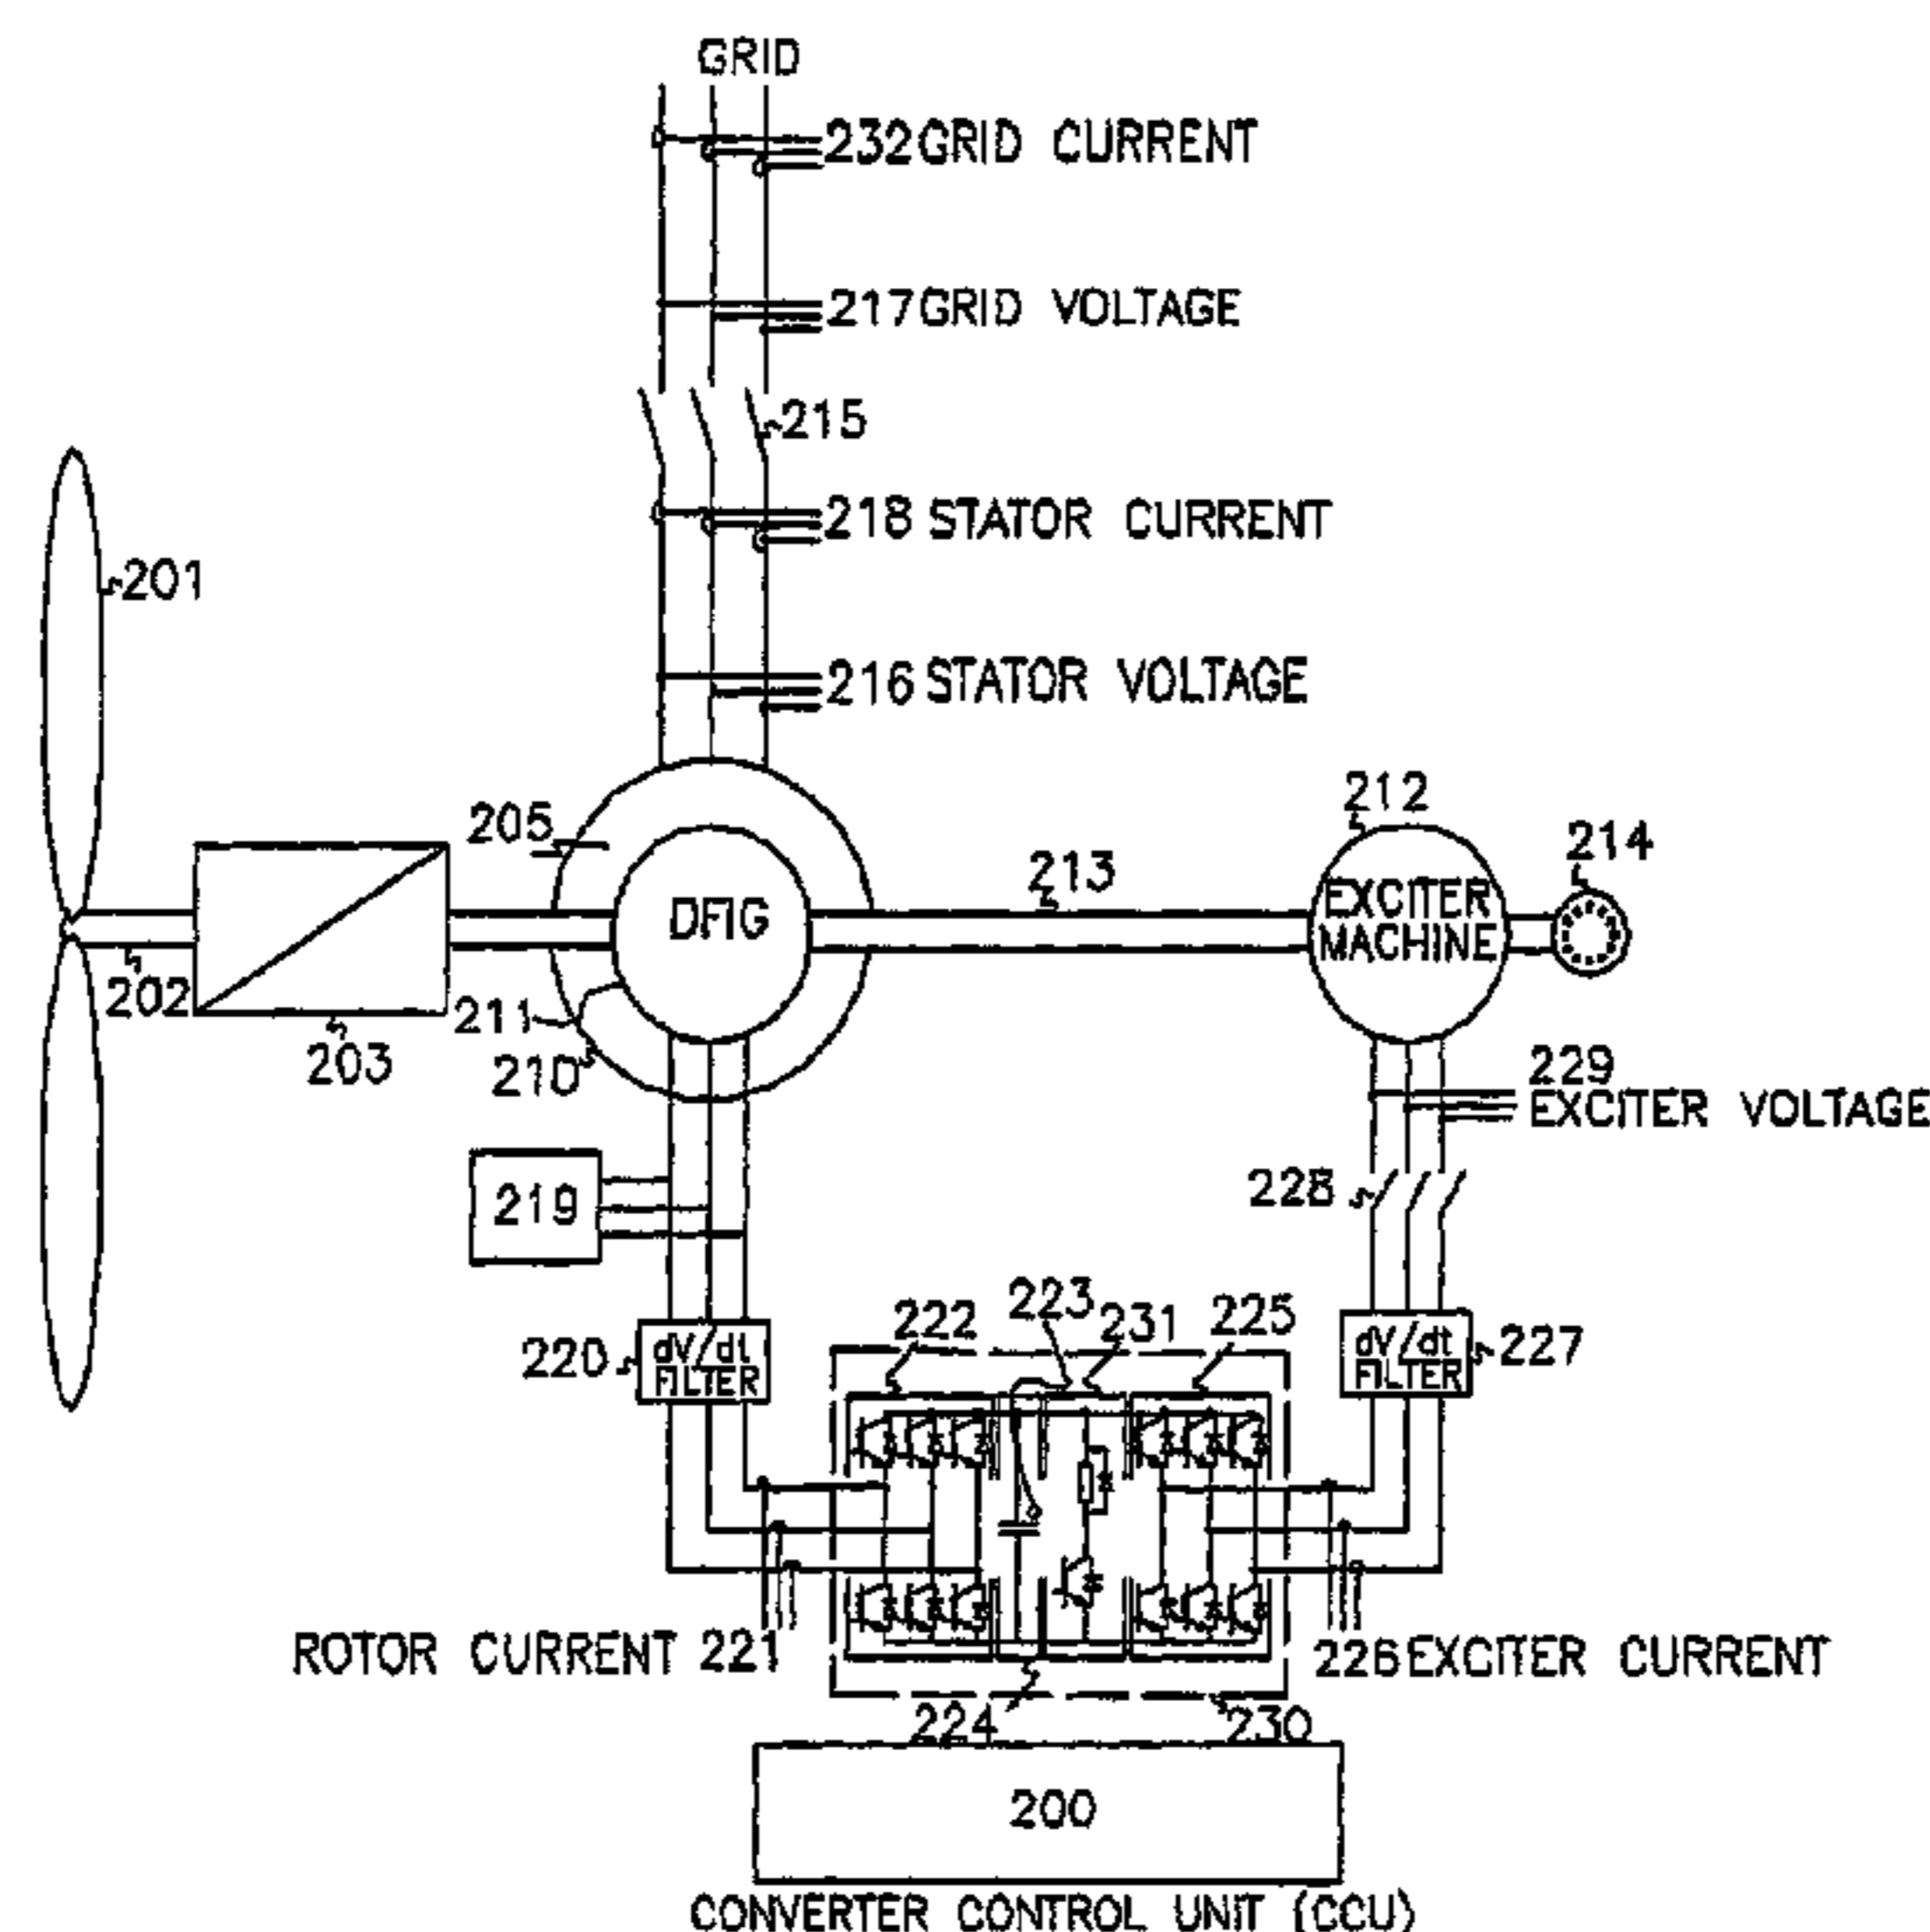 GRID
232 GRID CURRENT
217 GRID VOLTAGE
215
218 STATOR CURRENT
201
216 STATOR VOLTAGE
212
205
213
214
DFIG
EXCITER
MACHINE
202
211
203
210
229
EXCITER VOLTAGE
219
228
223
222
231
225
220
dV/dt
FILTER
dV/dt
FILTER
227
ROTOR CURRENT 221
226 EXCITER CURRENT
224
230
200
CONVERTER CONTROL UNIT (CCU)